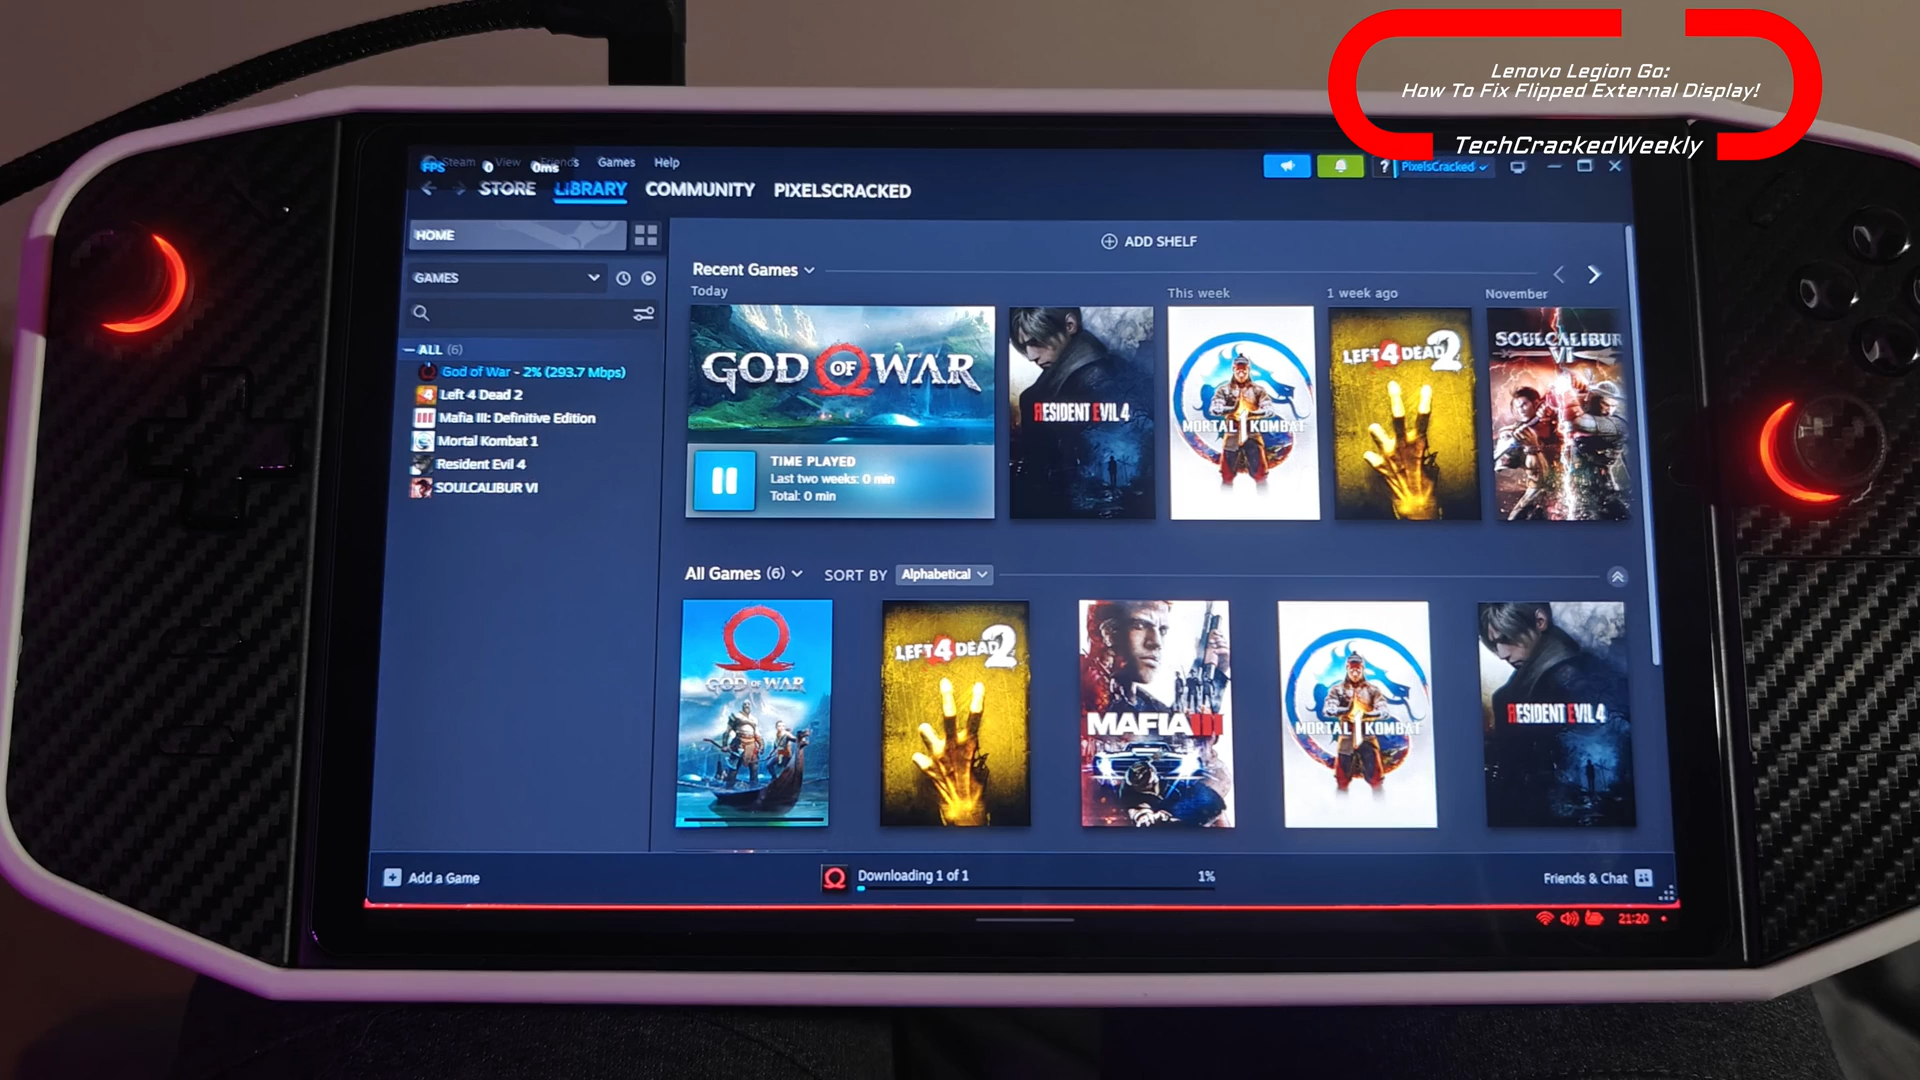 Lenovo Legion Go:
How To Fix Flipped External Display!
TechCrackedWeekly
Steam View Friends Games Help
FPS 0 0ms
? PixelsCracked
STORE LIBRARY COMMUNITY PIXELSCRACKED
HOME
ADD SHELF
GAMES
Recent Games
Today
This week
1 week ago
November
ALL (6)
God of War - 2% (293.7 Mbps)
Left 4 Dead 2
Mafia III: Definitive Edition
Mortal Kombat 1
Resident Evil 4
SOULCALIBUR VI
GOD OF WAR
TIME PLAYED
Last two weeks: 0 min
Total: 0 min
RESIDENT EVIL 4
MORTAL KOMBAT
LEFT 4 DEAD 2
SOULCALIBUR
VI
All Games (6) SORT BY Alphabetical
GOD OF WAR
LEFT 4 DEAD 2
MAFIA III
MORTAL KOMBAT
RESIDENT EVIL 4
Add a Game
Downloading 1 of 1 1%
Friends & Chat
21:20